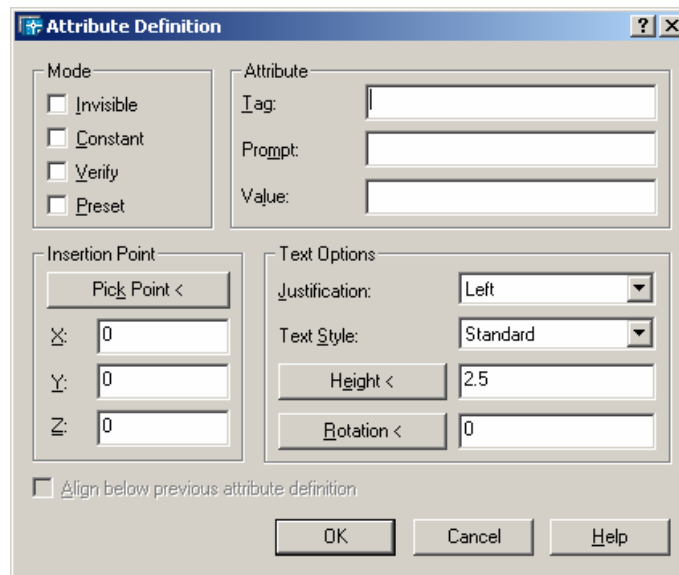 Attribute Definition
Mode
Invisible
Constant
Verify
Preset
Attribute
Tag:
Prompt:
Value:
Insertion Point
Pick Point <
X: 0
Y: 0
Z: 0
Text Options
Justification: Left
Text Style: Standard
Height < 2.5
Rotation < 0
Align below previous attribute definition
OK Cancel Help